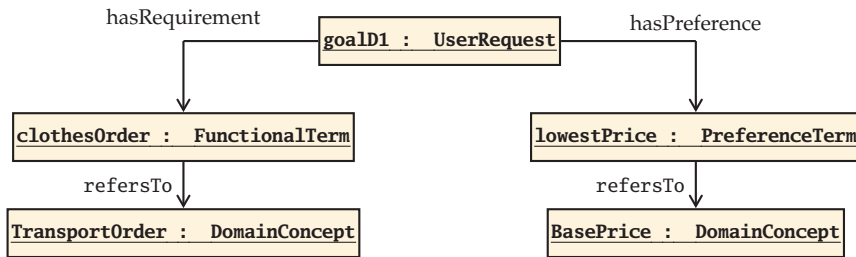 hasRequirement
goalD1 : UserRequest
hasPreference
clothesOrder : FunctionalTerm
lowestPrice : PreferenceTerm
refersTo
refersTo
TransportOrder : DomainConcept
BasePrice : DomainConcept